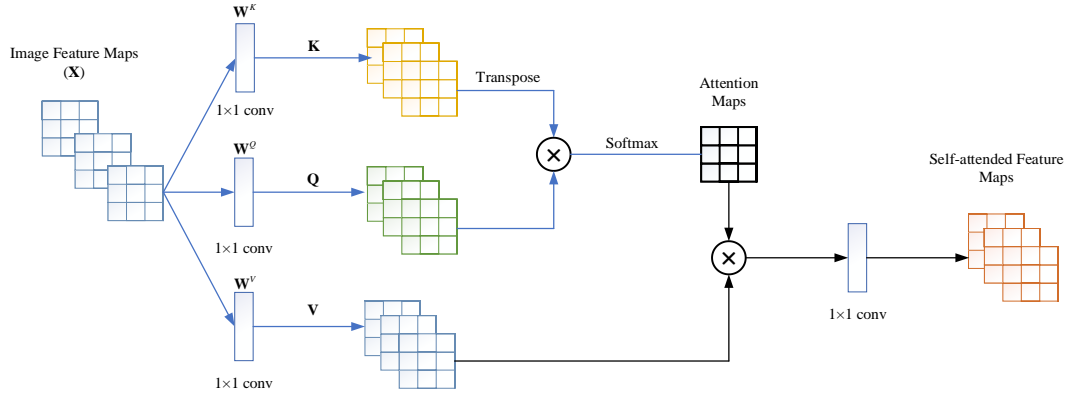 Image Feature Maps
(X)
W^K
K
1×1 conv
Transpose
W^Q
Q
1×1 conv
Softmax
Attention
Maps
W^V
V
1×1 conv
1×1 conv
Self-attended Feature
Maps